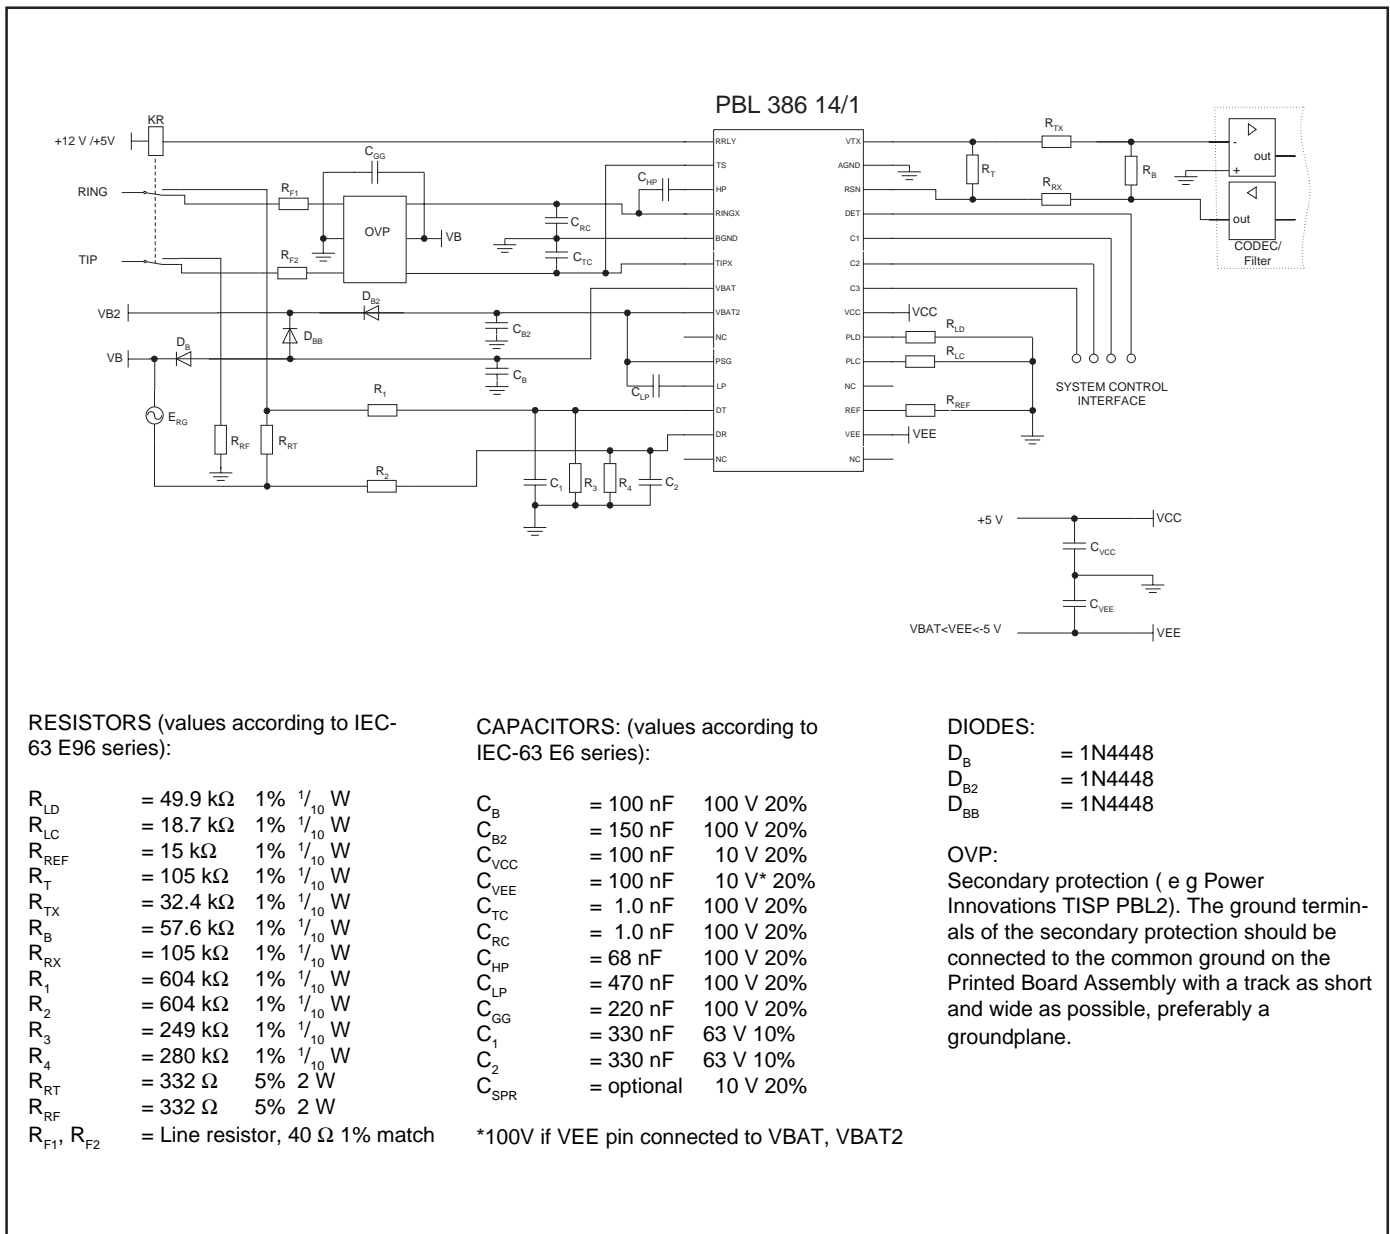 PBL 386 14/1
KR
+12 V /+5V
RING
TIP
VB2
VB
C_GG
R_F1
R_F2
OVP
VB
C_HP
C_RC
C_TC
D_B2
D_BB
D_B
C_B2
C_B
C_LP
E_RG
R_RF
R_RT
R_1
R_2
C_1
R_3
R_4
C_2
RRLY
TS
HP
RINGX
BGND
TIPX
VBAT
VBAT2
NC
PSG
LP
DT
DR
NC
VTX
AGND
RSN
DET
C1
C2
C3
VCC
PLD
PLC
NC
REF
VEE
NC
R_TX
R_T
R_RX
R_B
-
+
out
out
CODEC/
Filter
VCC
R_LD
R_LC
R_REF
VEE
SYSTEM CONTROL
INTERFACE
+5 V
VCC
C_VCC
C_VEE
VBAT<VEE<-5 V
VEE
RESISTORS (values according to IEC-
63 E96 series):
R_LD = 49.9 kΩ 1% 1/10 W
R_LC = 18.7 kΩ 1% 1/10 W
R_REF = 15 kΩ 1% 1/10 W
R_T = 105 kΩ 1% 1/10 W
R_TX = 32.4 kΩ 1% 1/10 W
R_B = 57.6 kΩ 1% 1/10 W
R_RX = 105 kΩ 1% 1/10 W
R_1 = 604 kΩ 1% 1/10 W
R_2 = 604 kΩ 1% 1/10 W
R_3 = 249 kΩ 1% 1/10 W
R_4 = 280 kΩ 1% 1/10 W
R_RT = 332 Ω 5% 2 W
R_RF = 332 Ω 5% 2 W
R_F1, R_F2 = Line resistor, 40 Ω 1% match
CAPACITORS: (values according to
IEC-63 E6 series):
C_B = 100 nF 100 V 20%
C_B2 = 150 nF 100 V 20%
C_VCC = 100 nF 10 V 20%
C_VEE = 100 nF 10 V* 20%
C_TC = 1.0 nF 100 V 20%
C_RC = 1.0 nF 100 V 20%
C_HP = 68 nF 100 V 20%
C_LP = 470 nF 100 V 20%
C_GG = 220 nF 100 V 20%
C_1 = 330 nF 63 V 10%
C_2 = 330 nF 63 V 10%
C_SPR = optional 10 V 20%
*100V if VEE pin connected to VBAT, VBAT2
DIODES:
D_B = 1N4448
D_B2 = 1N4448
D_BB = 1N4448
OVP:
Secondary protection ( e g Power
Innovations TISP PBL2). The ground termin-
als of the secondary protection should be
connected to the common ground on the
Printed Board Assembly with a track as short
and wide as possible, preferably a
groundplane.